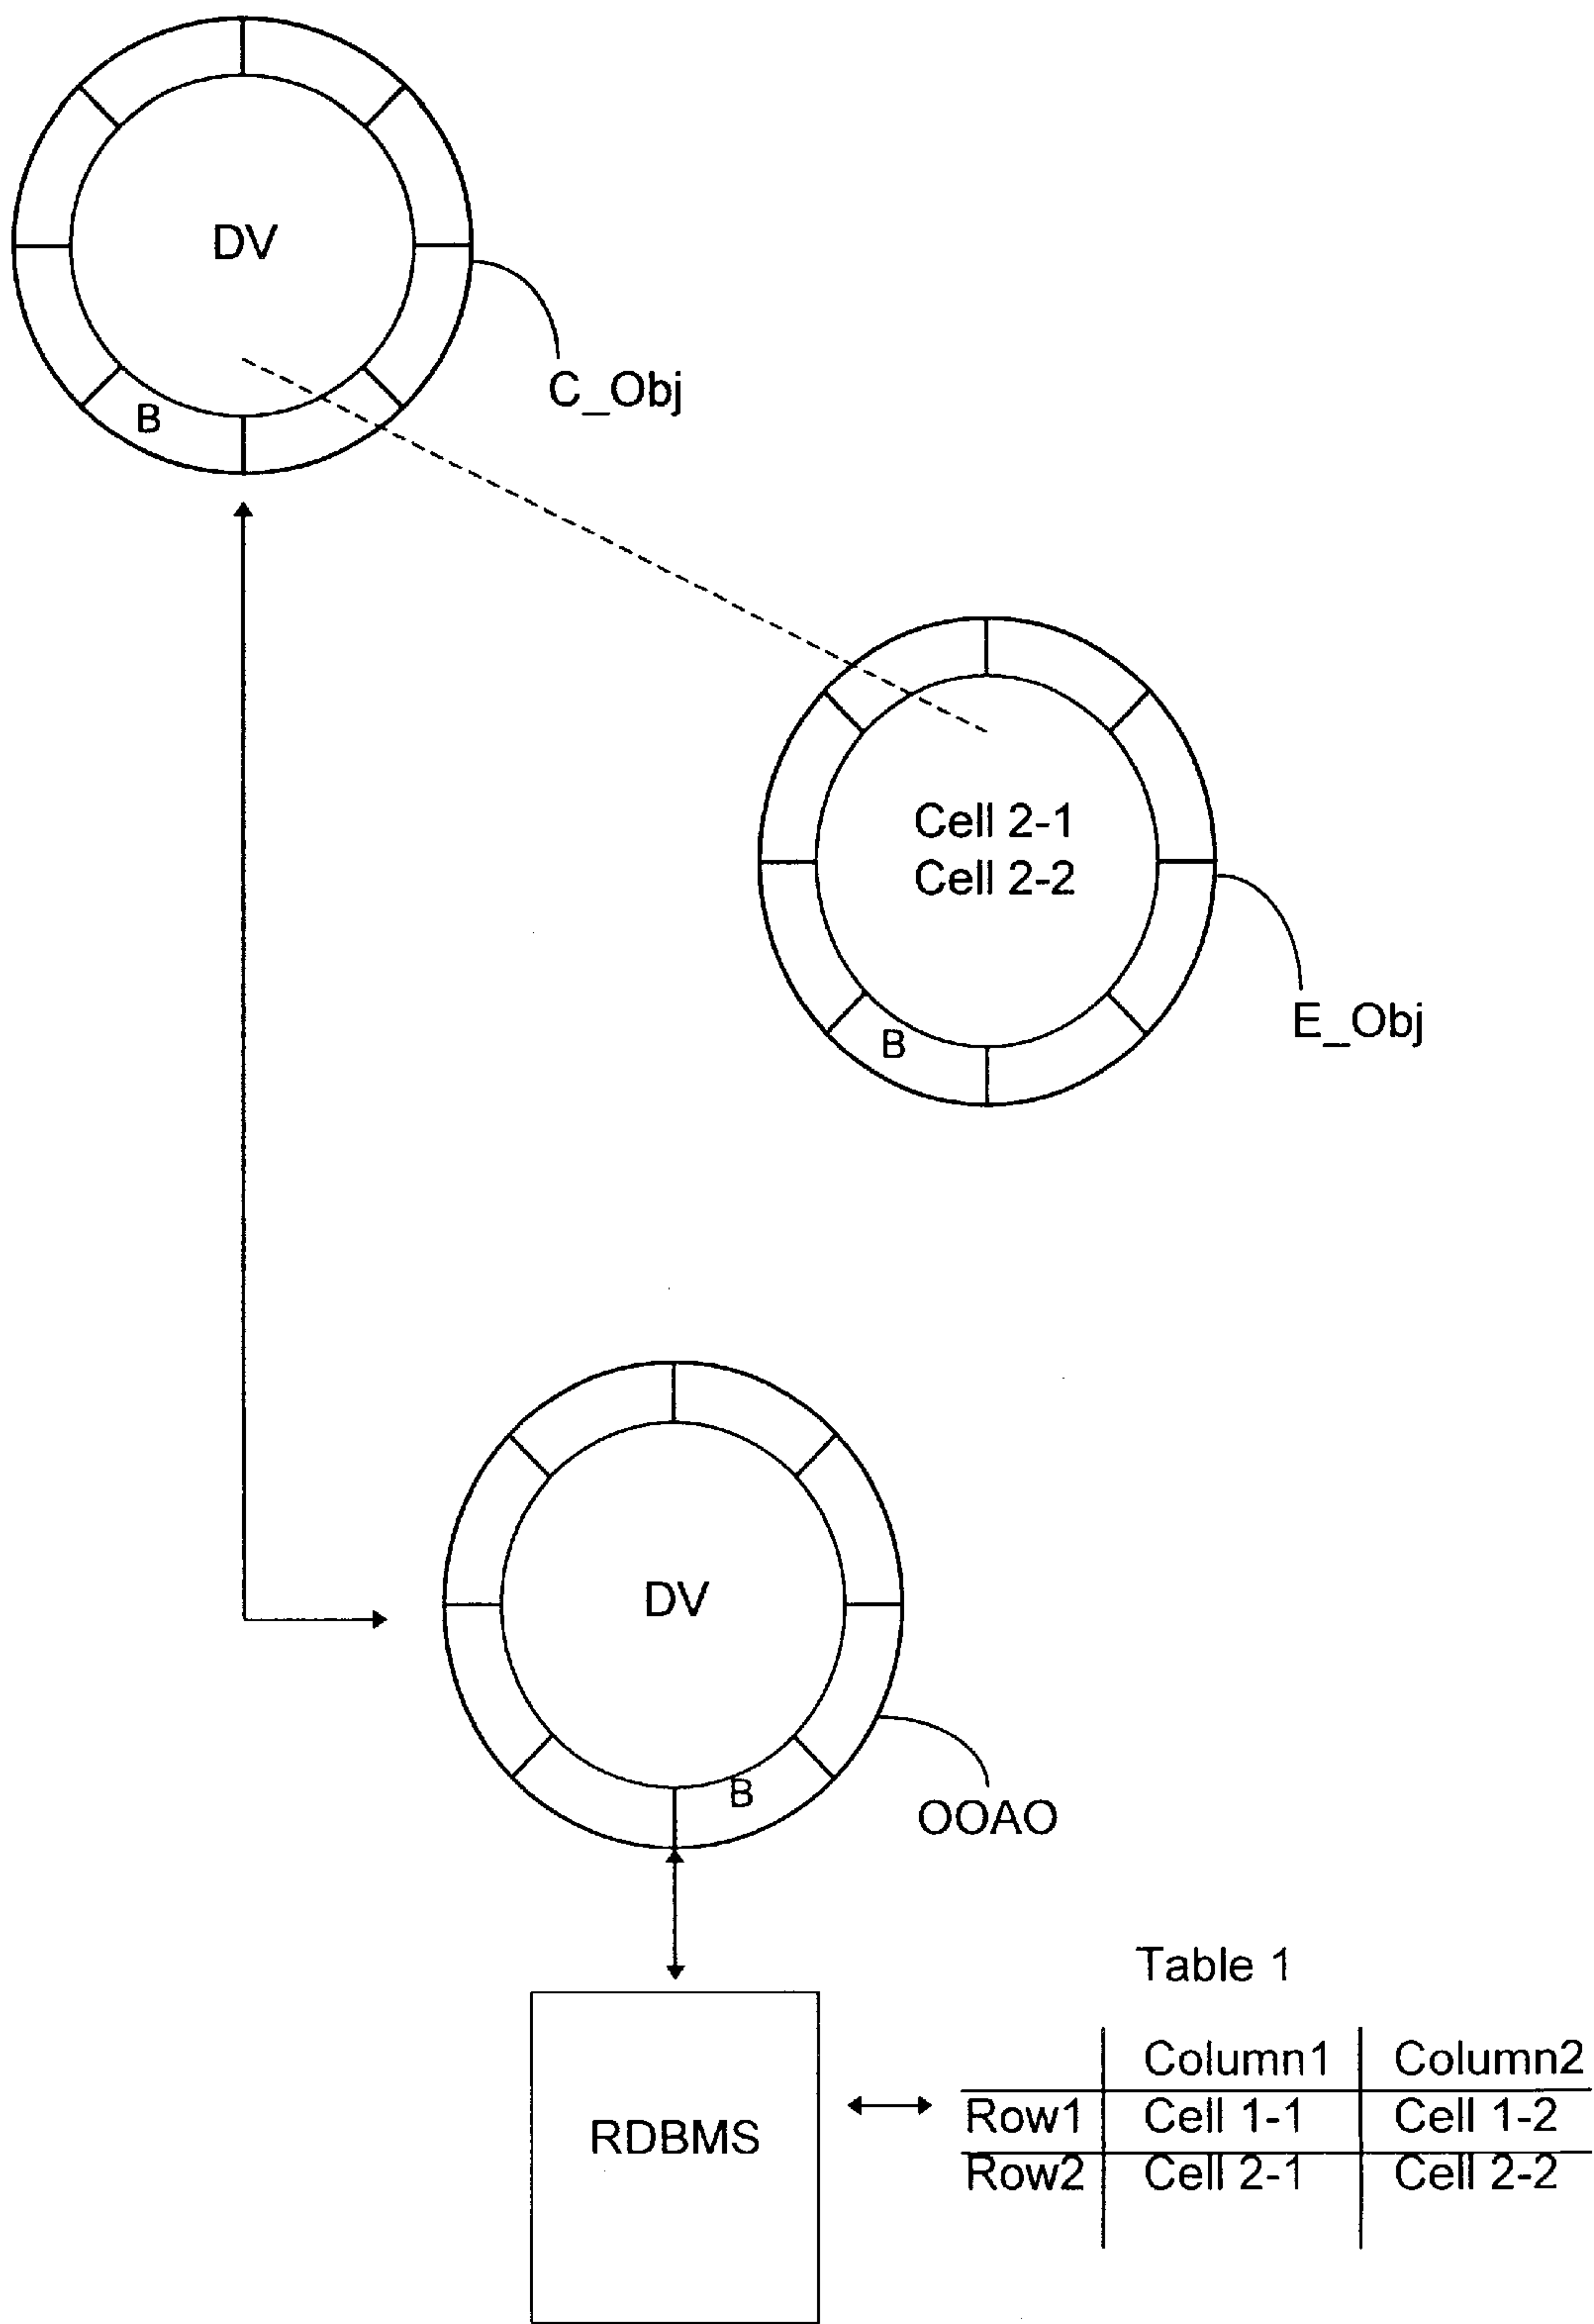 DV
C_Obj
B
Cell 2-1
Cell 2-2
E_Obj
B
DV
B
OOAO
Table 1
Column1 Column2
Row1 Cell 1-1 Cell 1-2
Row2 Cell 2-1 Cell 2-2
RDBMS